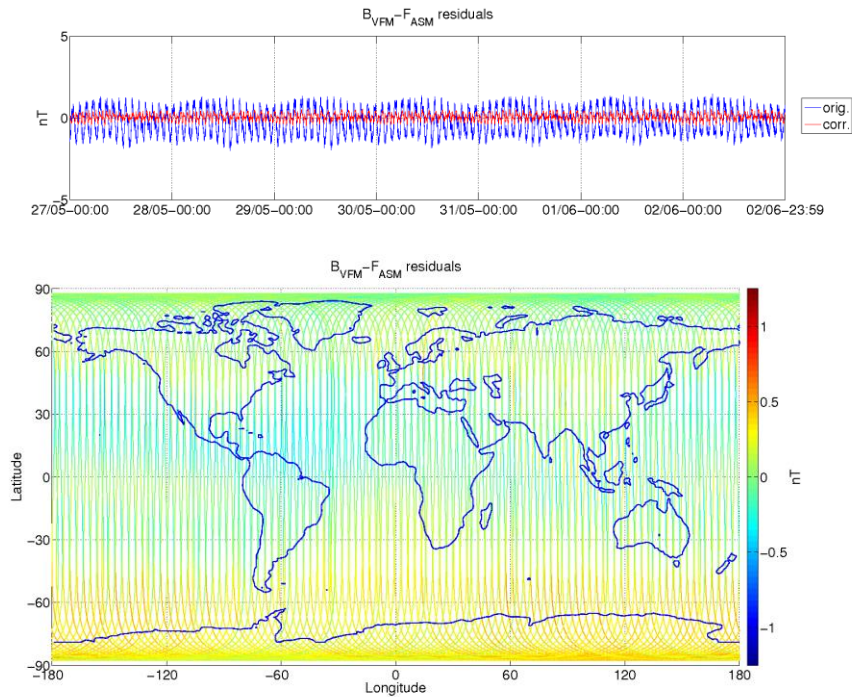 B_VFM−F_ASM residuals
5
0
−5
nT
orig.
corr.
27/05−00:00 28/05−00:00 29/05−00:00 30/05−00:00 31/05−00:00 01/06−00:00 02/06−00:00 02/06−23:59
B_VFM−F_ASM residuals
90
60
30
0
−30
−60
−90
Latitude
−180 −120 −60 0 60 120 180
Longitude
1
0.5
0
−0.5
−1
nT